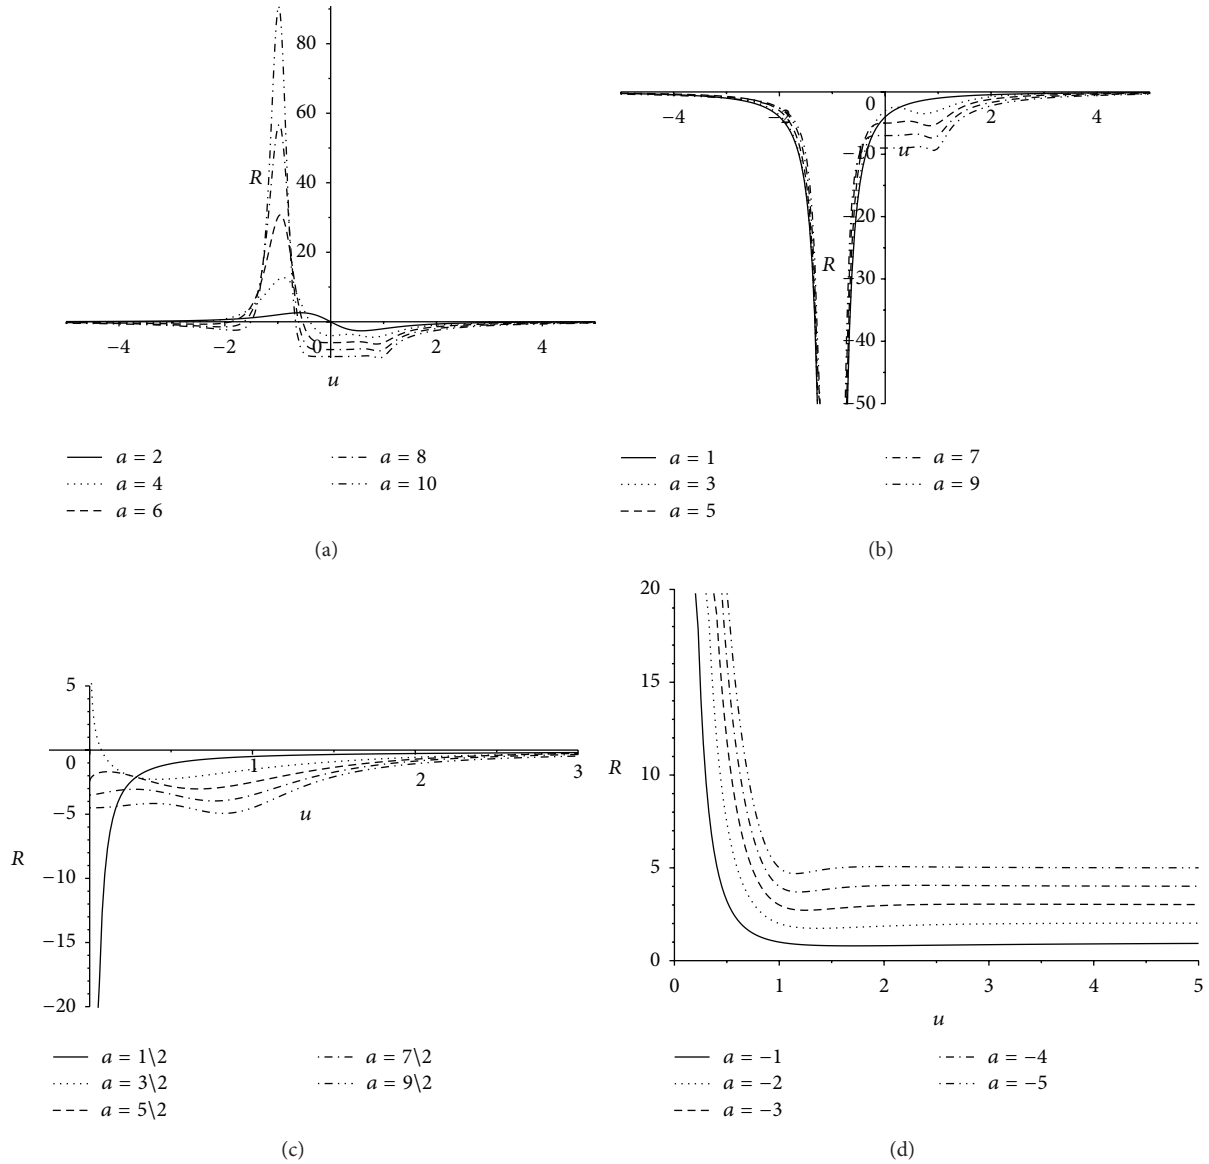 80
60
R
40
20
−4
−2
0
2
4
u
a = 2
a = 4
a = 6
a = 8
a = 10
(a)
−4
−2
0
2
4
u
−10
−20
R
−30
−40
−50
a = 1
a = 3
a = 5
a = 7
a = 9
(b)
5
0
1
2
3
u
−5
R
−10
−15
−20
a = 1\2
a = 3\2
a = 5\2
a = 7\2
a = 9\2
(c)
20
15
R
10
5
0
0
1
2
3
4
5
u
a = −1
a = −2
a = −3
a = −4
a = −5
(d)